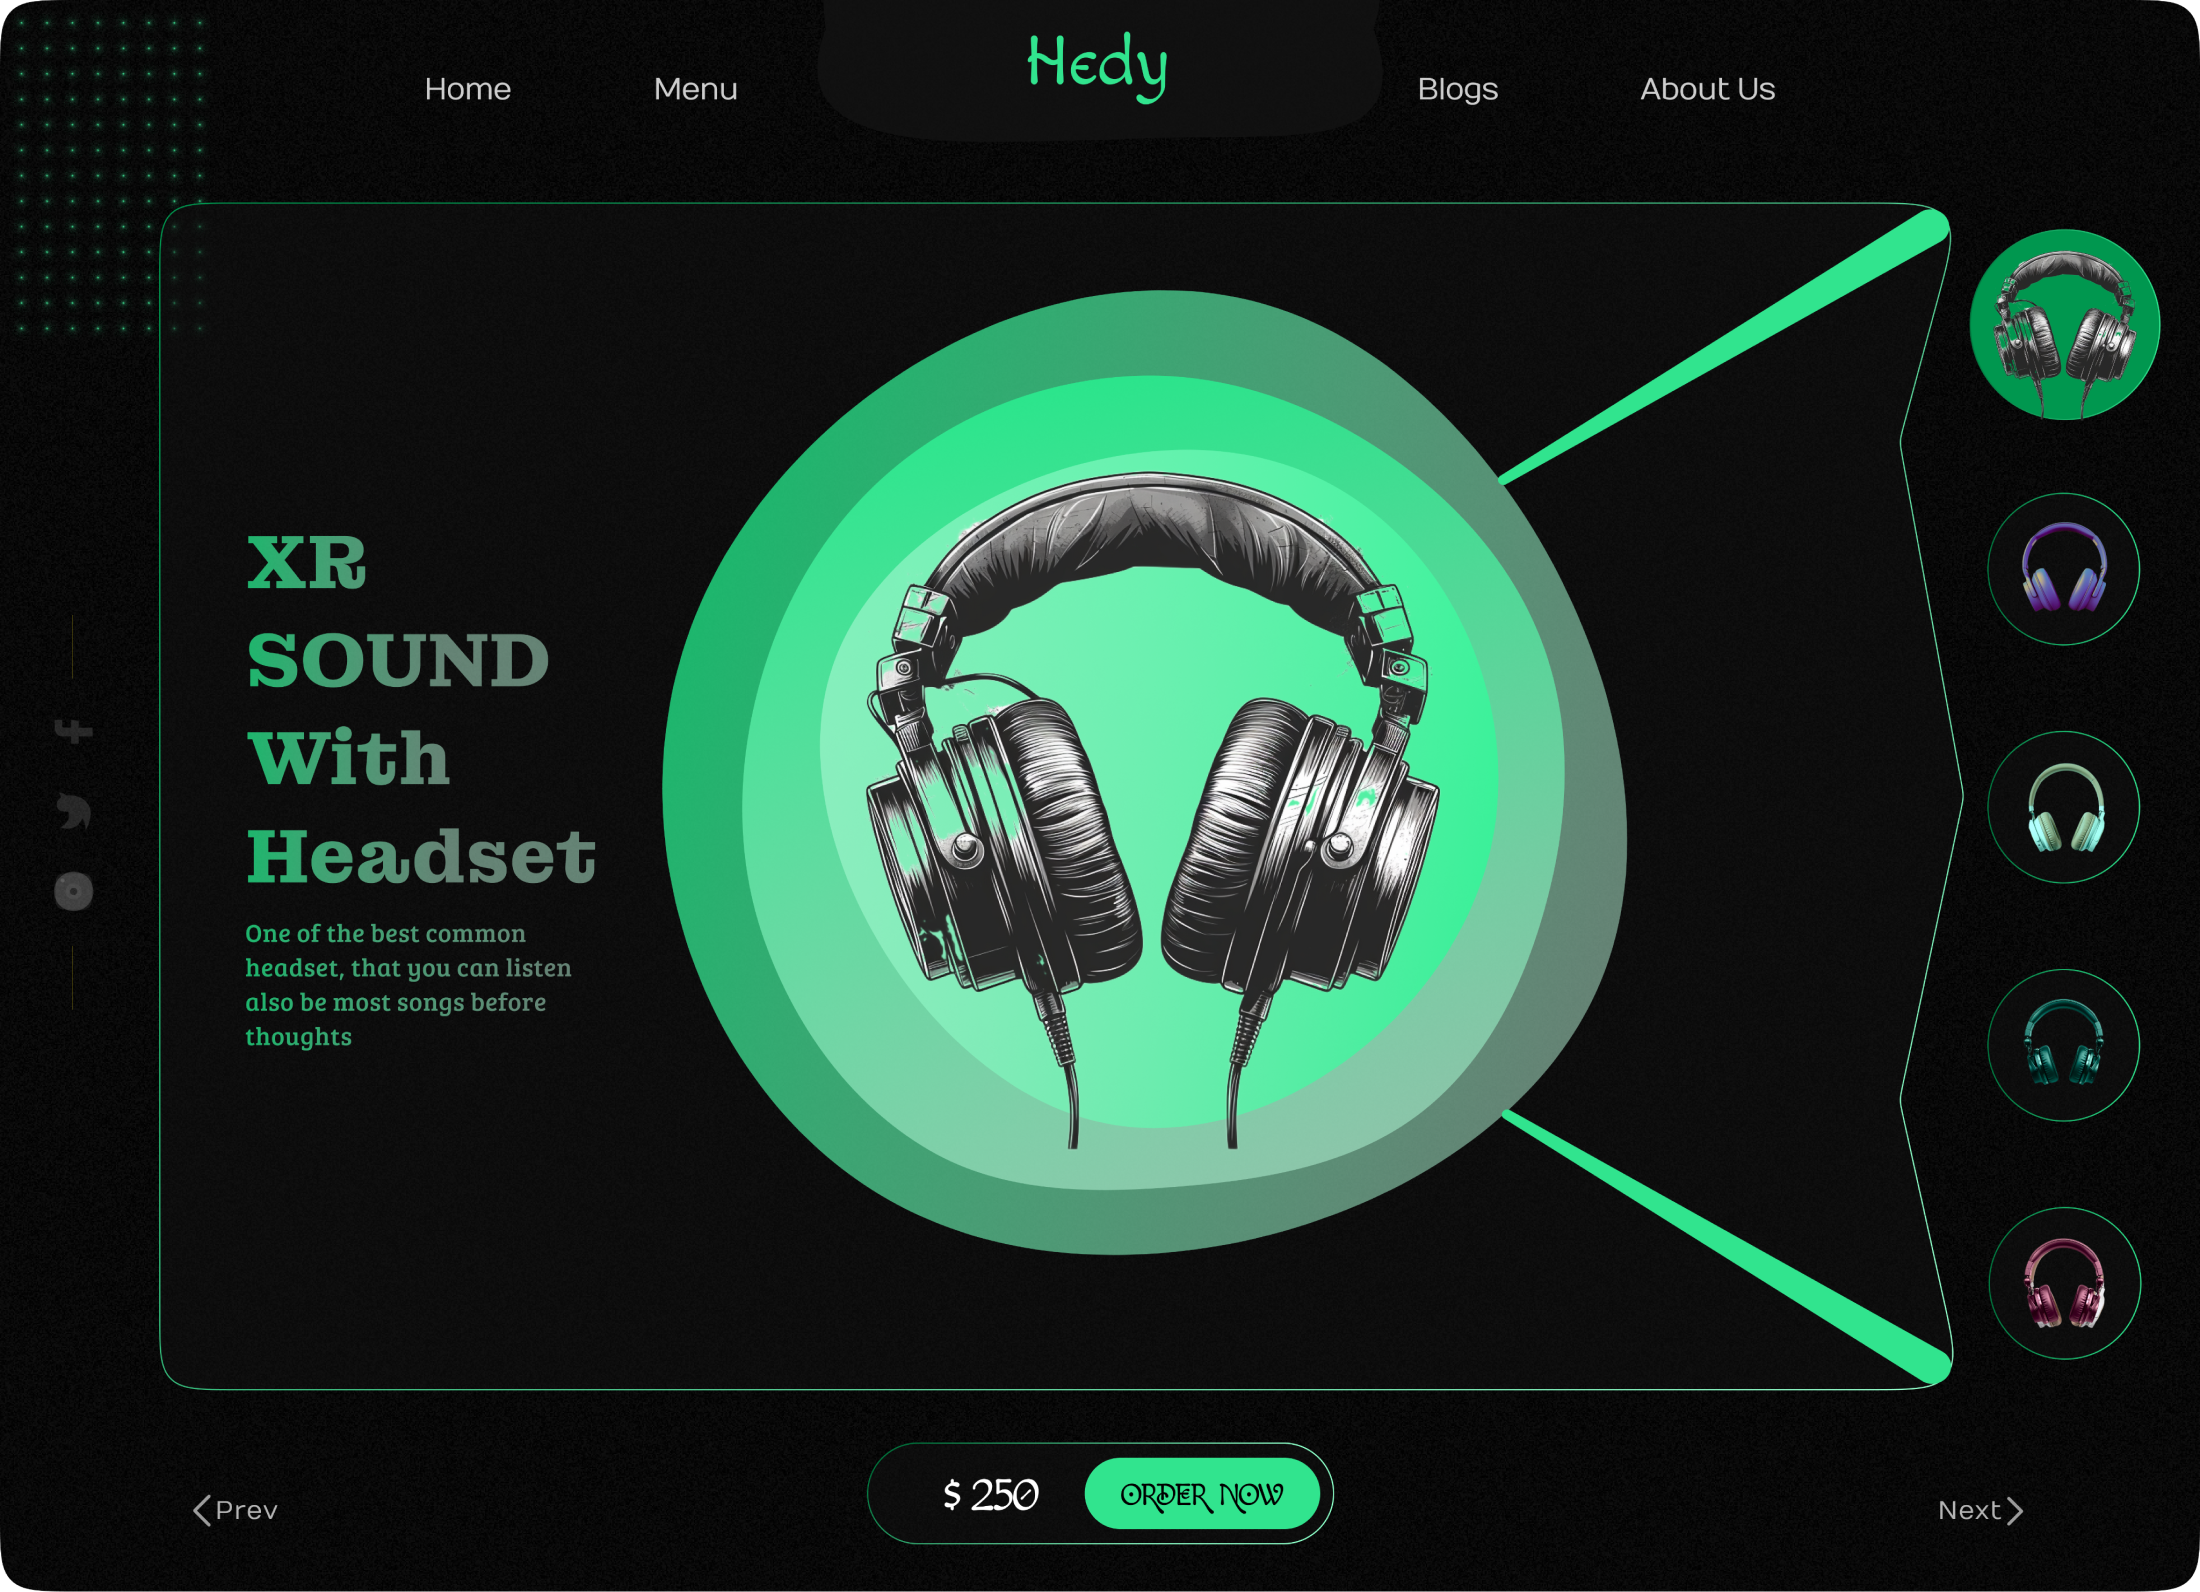 Home
Menu
Hedy
Blogs
About Us
XR
SOUND
With
Headset
One of the best common
headset, that you can listen
also be most songs before
thoughts
Prev
$ 250
ORDER NOW
Next